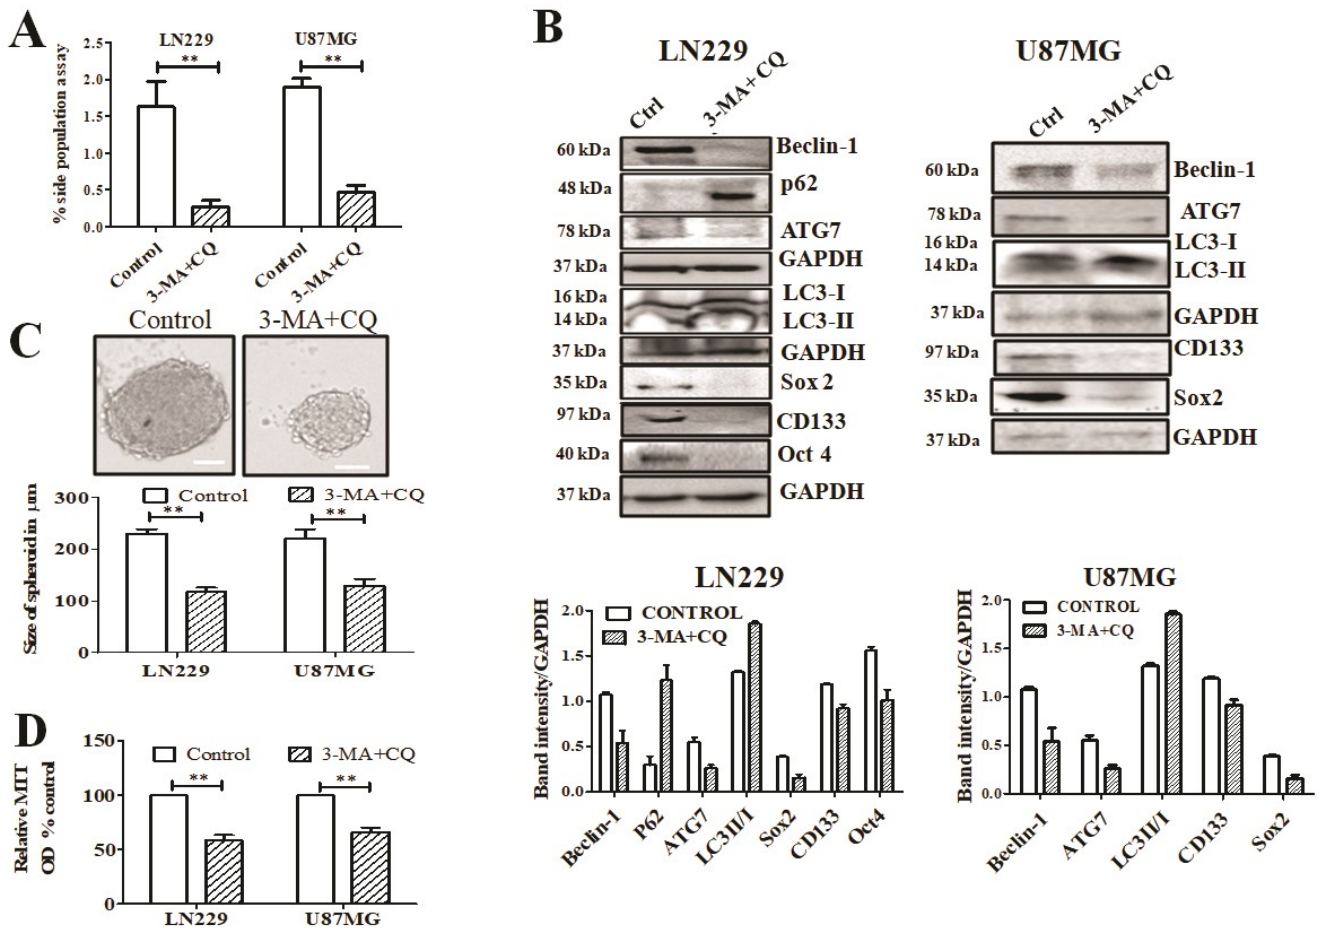 A
LN229 U87MG
** **
% side population assay
2.5
2.0
1.5
1.0
0.5
0.0
Control 3-MA+CQ Control 3-MA+CQ
B
LN229
Ctrl 3-MA+CQ
60 kDa Beclin-1
48 kDa p62
78 kDa ATG7
37 kDa GAPDH
16 kDa LC3-I
14 kDa LC3-II
37 kDa GAPDH
35 kDa Sox 2
97 kDa CD133
40 kDa Oct 4
37 kDa GAPDH
U87MG
Ctrl 3-MA+CQ
60 kDa Beclin-1
78 kDa ATG7
16 kDa LC3-I
14 kDa LC3-II
37 kDa GAPDH
97 kDa CD133
35 kDa Sox2
37 kDa GAPDH
LN229
Band intensity/GAPDH
CONTROL
3-MA+CQ
2.0
1.5
1.0
0.5
0.0
Beclin-1 P62 ATG7 LC3II/I Sox2 CD133 Oct4
U87MG
Band intensity/GAPDH
CONTROL
3-MA+CQ
2.0
1.5
1.0
0.5
0.0
Beclin-1 ATG7 LC3II/I CD133 Sox2
C
Control 3-MA+CQ
Size of spheroid in µm
Control 3-MA+CQ
** **
300
200
100
0
LN229 U87MG
D
Relative MIT
OD % control
Control 3-MA+CQ
** **
150
100
50
0
LN229 U87MG